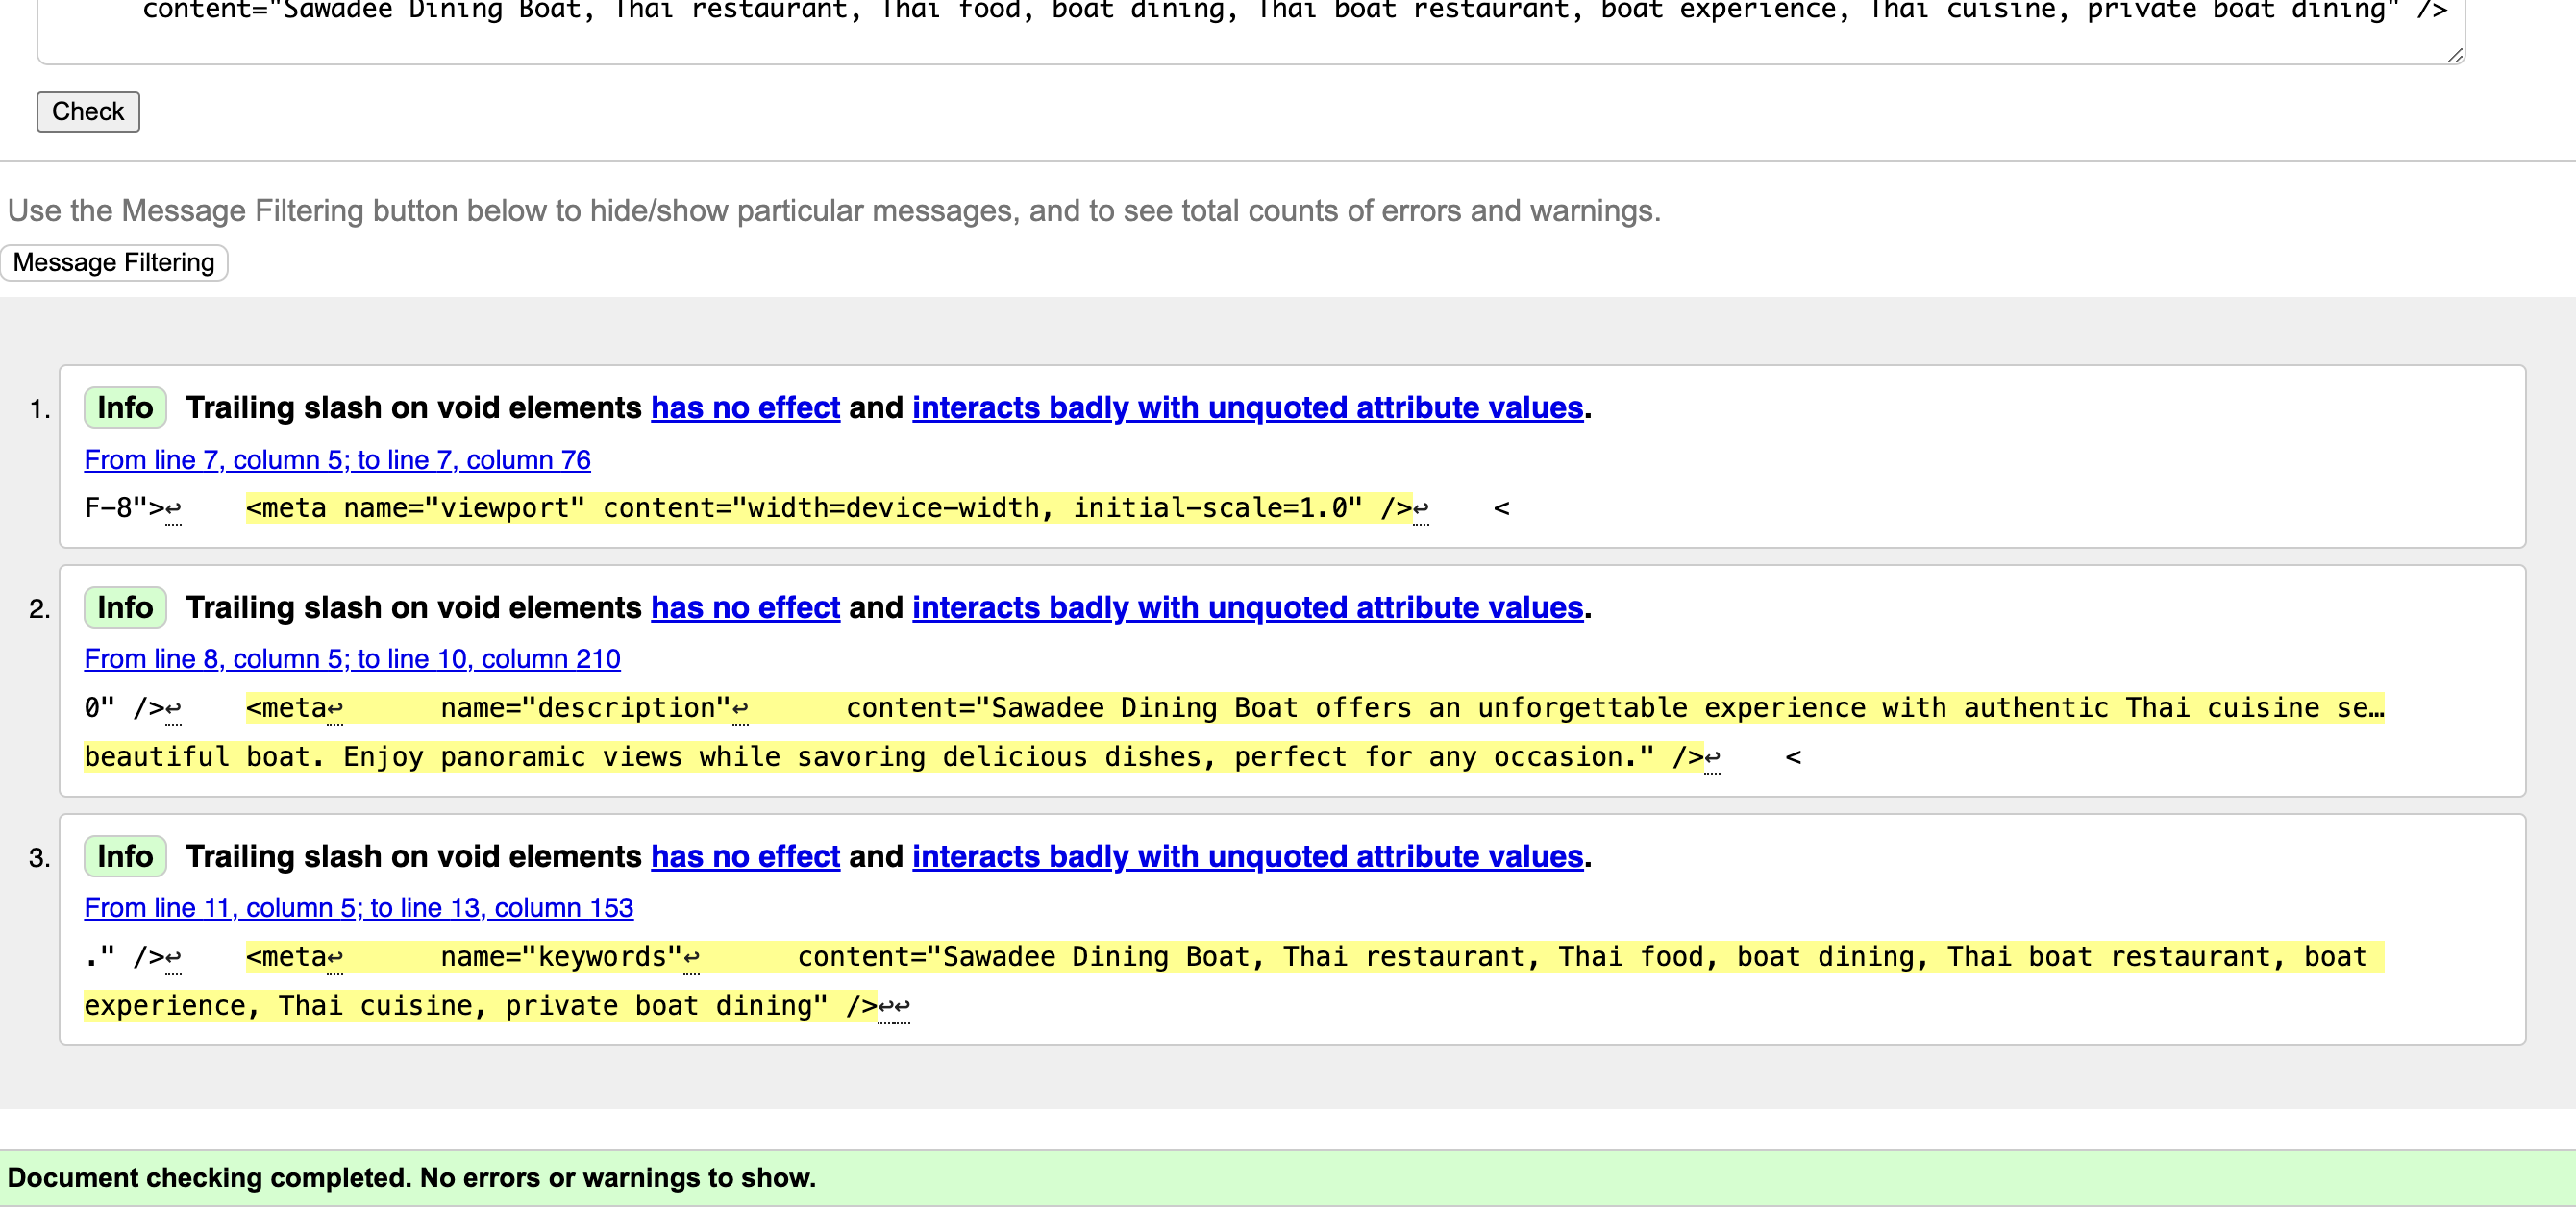 content="Sawadee Dining Boat, Thai restaurant, Thai food, boat dining, Thai boat restaurant, boat experience, Thai cuisine, private boat dining" />
Check
Use the Message Filtering button below to hide/show particular messages, and to see total counts of errors and warnings.
Message Filtering
1. Info Trailing slash on void elements has no effect and interacts badly with unquoted attribute values.
From line 7, column 5; to line 7, column 76
F-8">↩ <meta name="viewport" content="width=device-width, initial-scale=1.0" />↩ <
2. Info Trailing slash on void elements has no effect and interacts badly with unquoted attribute values.
From line 8, column 5; to line 10, column 210
0" />↩ <meta↩ name="description"↩ content="Sawadee Dining Boat offers an unforgettable experience with authentic Thai cuisine se…
beautiful boat. Enjoy panoramic views while savoring delicious dishes, perfect for any occasion." />↩ <
3. Info Trailing slash on void elements has no effect and interacts badly with unquoted attribute values.
From line 11, column 5; to line 13, column 153
." />↩ <meta↩ name="keywords"↩ content="Sawadee Dining Boat, Thai restaurant, Thai food, boat dining, Thai boat restaurant, boat
experience, Thai cuisine, private boat dining" />↩↩
Document checking completed. No errors or warnings to show.